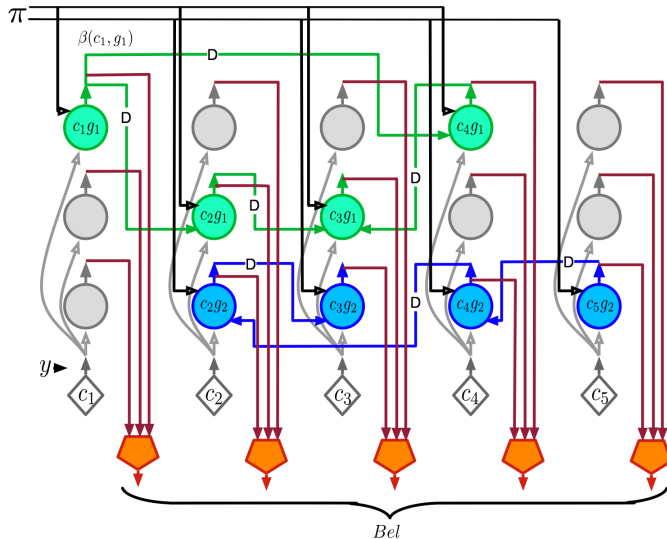 π
β(c₁, g₁)
D
D
c₁g₁
c₄g₁
D
D
c₂g₁
c₃g₁
D
D
D
c₂g₂
c₃g₂
c₄g₂
c₅g₂
y
c₁
c₂
c₃
c₄
c₅
Bel